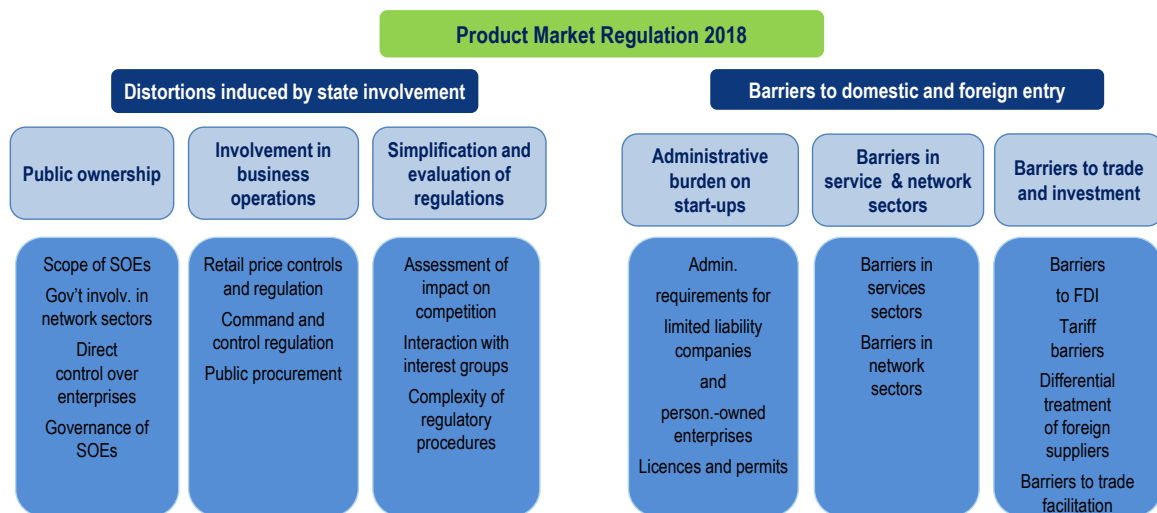 Product Market Regulation 2018
Distortions induced by state involvement
Barriers to domestic and foreign entry
Public ownership
Involvement in
business
operations
Simplification and
evaluation of
regulations
Administrative
burden on
start-ups
Barriers in
service & network
sectors
Barriers to trade
and investment
Scope of SOEs
Gov't involv. in
network sectors
Direct
control over
enterprises
Governance of
SOEs
Retail price controls
and regulation
Command and
control regulation
Public procurement
Assessment of
impact on
competition
Interaction with
interest groups
Complexity of
regulatory
procedures
Admin.
requirements for
limited liability
companies
and
person.-owned
enterprises
Licences and permits
Barriers in
services
sectors
Barriers in
network
sectors
Barriers
to FDI
Tariff
barriers
Differential
treatment
of foreign
suppliers
Barriers to trade
facilitation